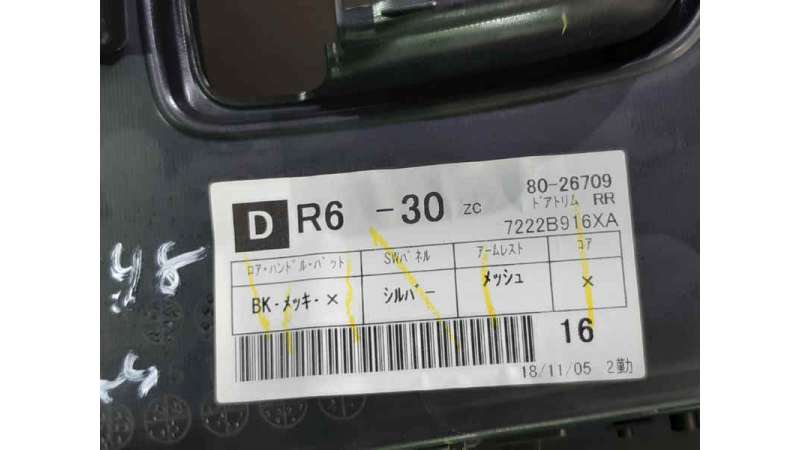 D R6 -30 ZC
80-26709
ﾄﾞｱﾄﾘﾑ RR
7222B916XA
ﾛｱ･ﾊﾝﾄﾞﾙ･ﾊﾟｯﾄ SWﾊﾟﾈﾙ ｱｰﾑﾚｽﾄ ｺｱ
BK-ﾒｯｷ-× ｼﾙﾊﾞｰ ﾒｯｼｭ ×
16
18/11/05 2勤